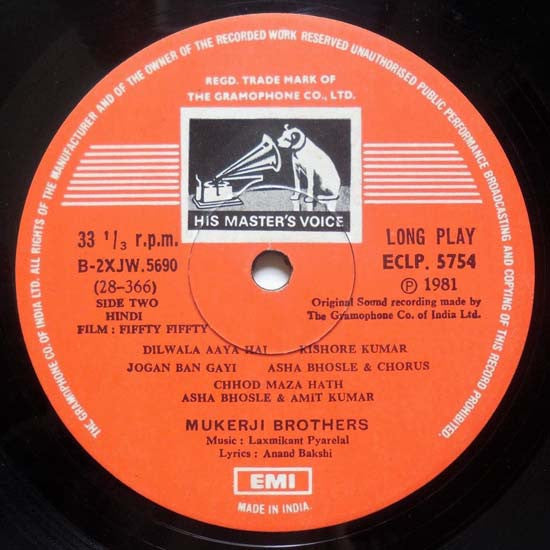 THE GRAMOPHONE CO. OF INDIA LTD. ALL RIGHTS OF THE MANUFACTURER AND OF THE OWNER OF THE RECORDED WORK RESERVED UNAUTHORISED PUBLIC PERFORMANCE BROADCASTING AND COPYING OF THIS RECORD PROHIBITED.
REGD. TRADE MARK OF
THE GRAMOPHONE CO., LTD.
HIS MASTER'S VOICE
33 1/3 r.p.m.
B-2XJW.5690
(28-366)
SIDE TWO
HINDI
FILM : FIFFTY FIFFTY
LONG PLAY
ECLP. 5754
Ⓟ 1981
Original Sound recording made by
The Gramophone Co. of India Ltd.
DILWALA AAYA HAI KISHORE KUMAR
JOGAN BAN GAYI ASHA BHOSLE & CHORUS
CHHOD MAZA HATH
ASHA BHOSLE & AMIT KUMAR
MUKERJI BROTHERS
Music : Laxmikant Pyarelal
Lyrics : Anand Bakshi
EMI
MADE IN INDIA.